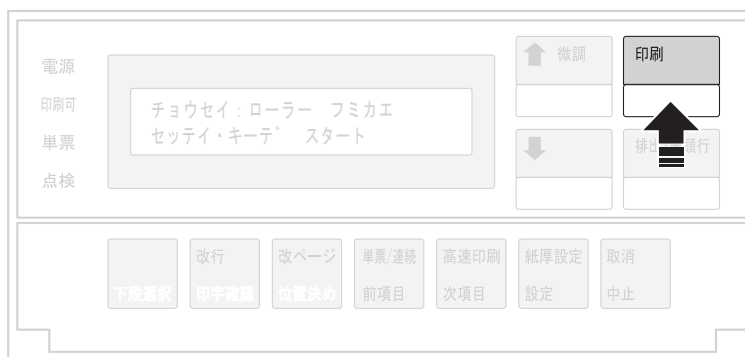 電源
印刷可
単票
点検
チョウセイ:ローラー フミカエ
セッテイ・キーデ゛ スタート
微調
印刷
排出
頭行
下段選択
改行
印字確認
改ページ
位置決め
単票/連続
前項目
高速印刷
次項目
紙厚設定
設定
取消
中止